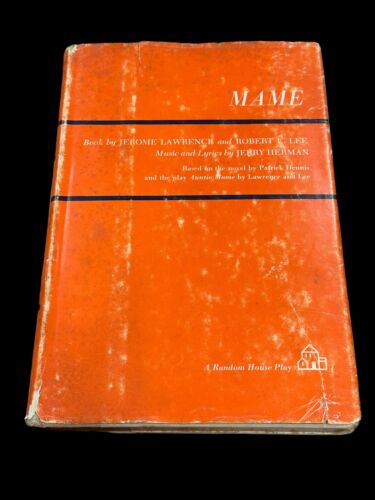 MAME
Book by JEROME LAWRENCE and ROBERT E. LEE
Music and Lyrics by JERRY HERMAN
Based on the novel by Patrick Dennis
and the play Auntie Mame by Lawrence and Lee
A Random House Play